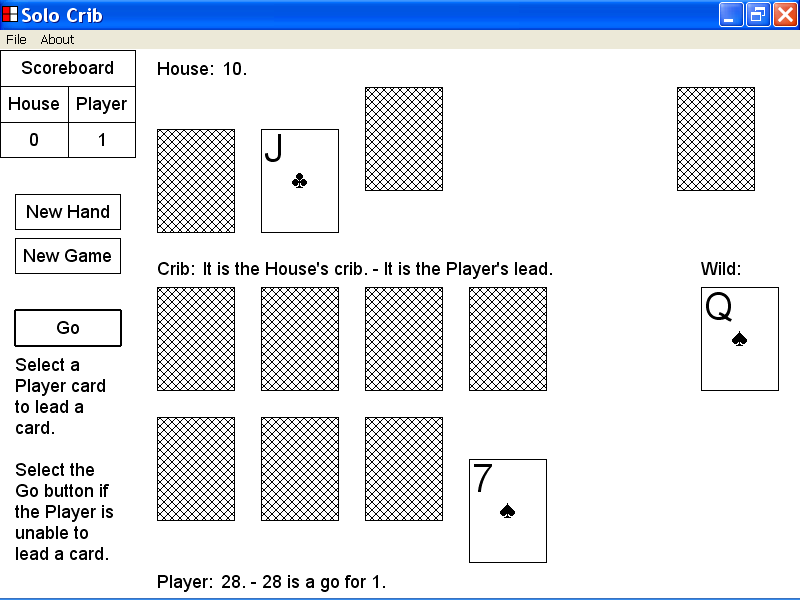 Solo Crib
File About
Scoreboard
House Player
0 1
New Hand
New Game
Go
Select a
Player card
to lead a
card.
Select the
Go button if
the Player is
unable to
lead a card.
House: 10.
J
Crib: It is the House's crib. - It is the Player's lead.
Wild:
Q
7
Player: 28. - 28 is a go for 1.